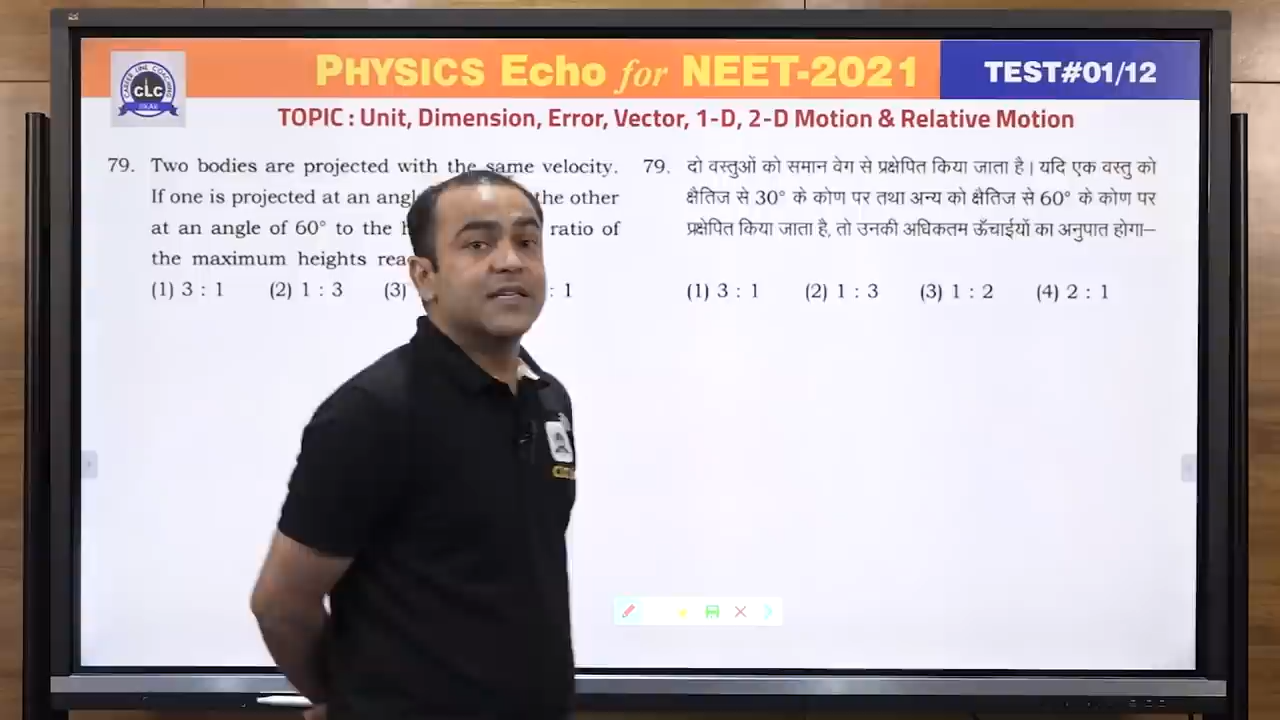 PHYSICS Echo for NEET-2021
TEST#01/12
CLC
TOPIC : Unit, Dimension, Error, Vector, 1-D, 2-D Motion & Relative Motion
79. Two bodies are projected with the same velocity.
If one is projected at an the other
at an angle of 60° to the ratio of
the maximum heights
(1) 3 : 1 (2) 1 : 3 (3) : 1
79. दो वस्तुओं को समान वेग से प्रक्षेपित किया जाता है। यदि एक वस्तु को
क्षैतिज से 30° के कोण पर तथा अन्य को क्षैतिज से 60° के कोण पर
प्रक्षेपित किया जाता है, तो उनकी अधिकतम ऊँचाईयों का अनुपात होगा–
(1) 3 : 1 (2) 1 : 3 (3) 1 : 2 (4) 2 : 1